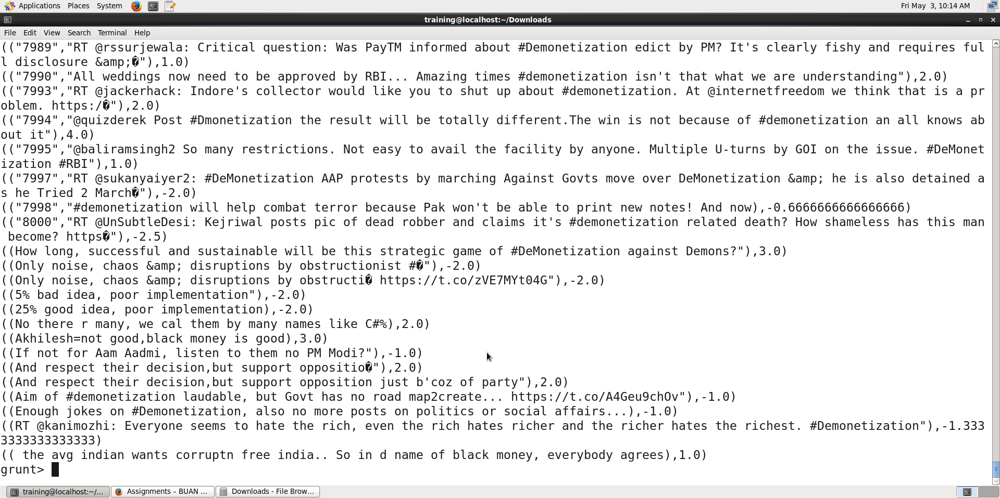 Applications Places System Fri May 3, 10:14 AM
training@localhost:~/Downloads
File Edit View Search Terminal Help
(("7989","RT @rssurjewala: Critical question: Was PayTM informed about #Demonetization edict by PM? It's clearly fishy and requires ful
l disclosure &amp;�"),1.0)
(("7990","All weddings now need to be approved by RBI... Amazing times #demonetization isn't that what we are understanding"),2.0)
(("7993","RT @jackerhack: Indore's collector would like you to shut up about #demonetization. At @internetfreedom we think that is a pr
oblem. https:/�"),2.0)
(("7994","@quizderek Post #Dmonetization the result will be totally different.The win is not because of #demonetization an all knows ab
out it"),4.0)
(("7995","@baliramsingh2 So many restrictions. Not easy to avail the facility by anyone. Multiple U-turns by GOI on the issue. #DeMonet
ization #RBI"),1.0)
(("7997","RT @sukanyaiyer2: #DeMonetization AAP protests by marching Against Govts move over DeMonetization &amp; he is also detained a
s he Tried 2 March�"),-2.0)
(("7998","#demonetization will help combat terror because Pak won't be able to print new notes! And now),-0.6666666666666666)
(("8000","RT @UnSubtleDesi: Kejriwal posts pic of dead robber and claims it's #demonetization related death? How shameless has this man
 become? https�"),-2.5)
((How long, successful and sustainable will be this strategic game of #DeMonetization against Demons?"),3.0)
((Only noise, chaos &amp; disruptions by obstructionist #�"),-2.0)
((Only noise, chaos &amp; disruptions by obstructi� https://t.co/zVE7MYt04G"),-2.0)
((5% bad idea, poor implementation"),-2.0)
((25% good idea, poor implementation),-2.0)
((No there r many, we cal them by many names like C#%),2.0)
((Akhilesh=not good,black money is good),3.0)
((If not for Aam Aadmi, listen to them no PM Modi?"),-1.0)
((And respect their decision,but support oppositio�"),2.0)
((And respect their decision,but support opposition just b'coz of party"),2.0)
((Aim of #demonetization laudable, but Govt has no road map2create... https://t.co/A4Geu9chOv"),-1.0)
((Enough jokes on #Demonetization, also no more posts on politics or social affairs...),-1.0)
((RT @kanimozhi: Everyone seems to hate the rich, even the rich hates richer and the richer hates the richest. #Demonetization"),-1.333
3333333333333)
(( the avg indian wants corruptn free india.. So in d name of black money, everybody agrees),1.0)
grunt>
training@localhost:~/... Assignments – BUAN ... Downloads - File Brow...